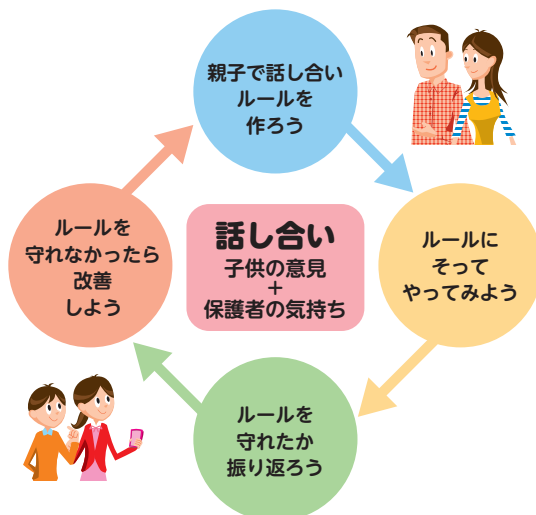 親子で話し合い
ルールを
作ろう
ルールに
そって
やってみよう
ルールを
守れたか
振り返ろう
ルールを
守れなかったら
改善
しよう
話し合い
子供の意見
+
保護者の気持ち